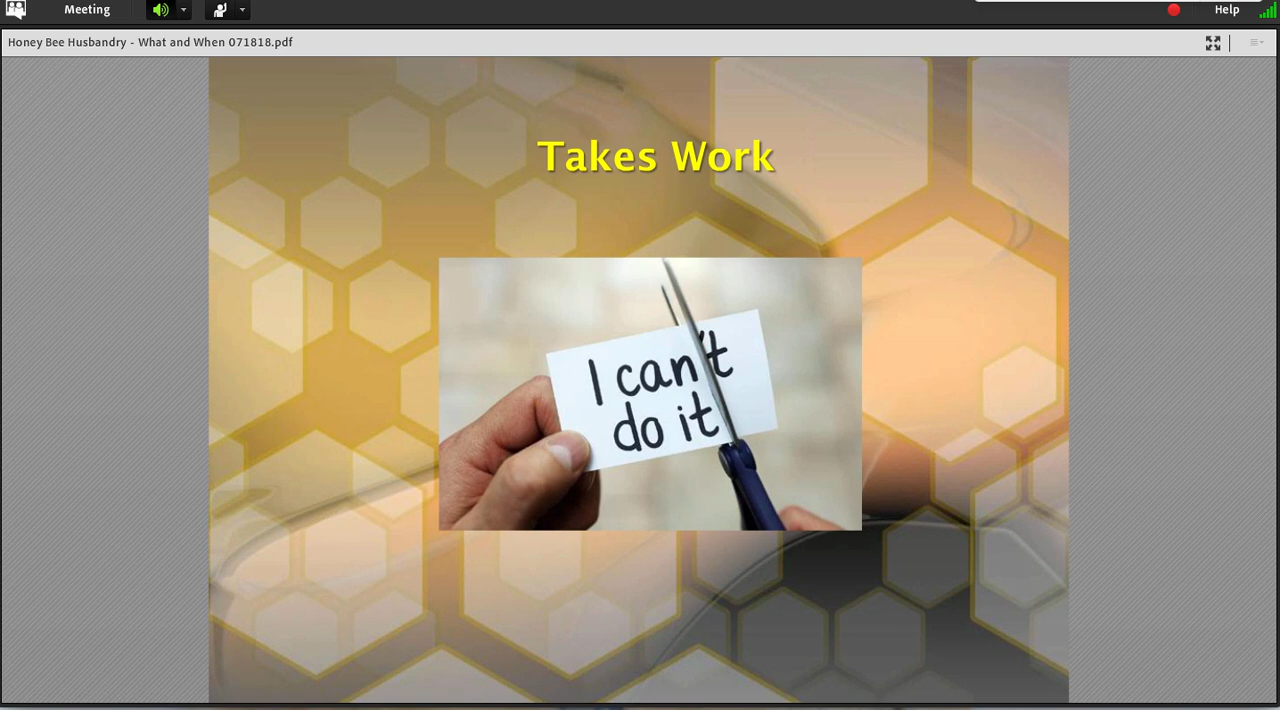 Meeting
Help
Honey Bee Husbandry - What and When 071818.pdf
Takes Work
I can't
do it